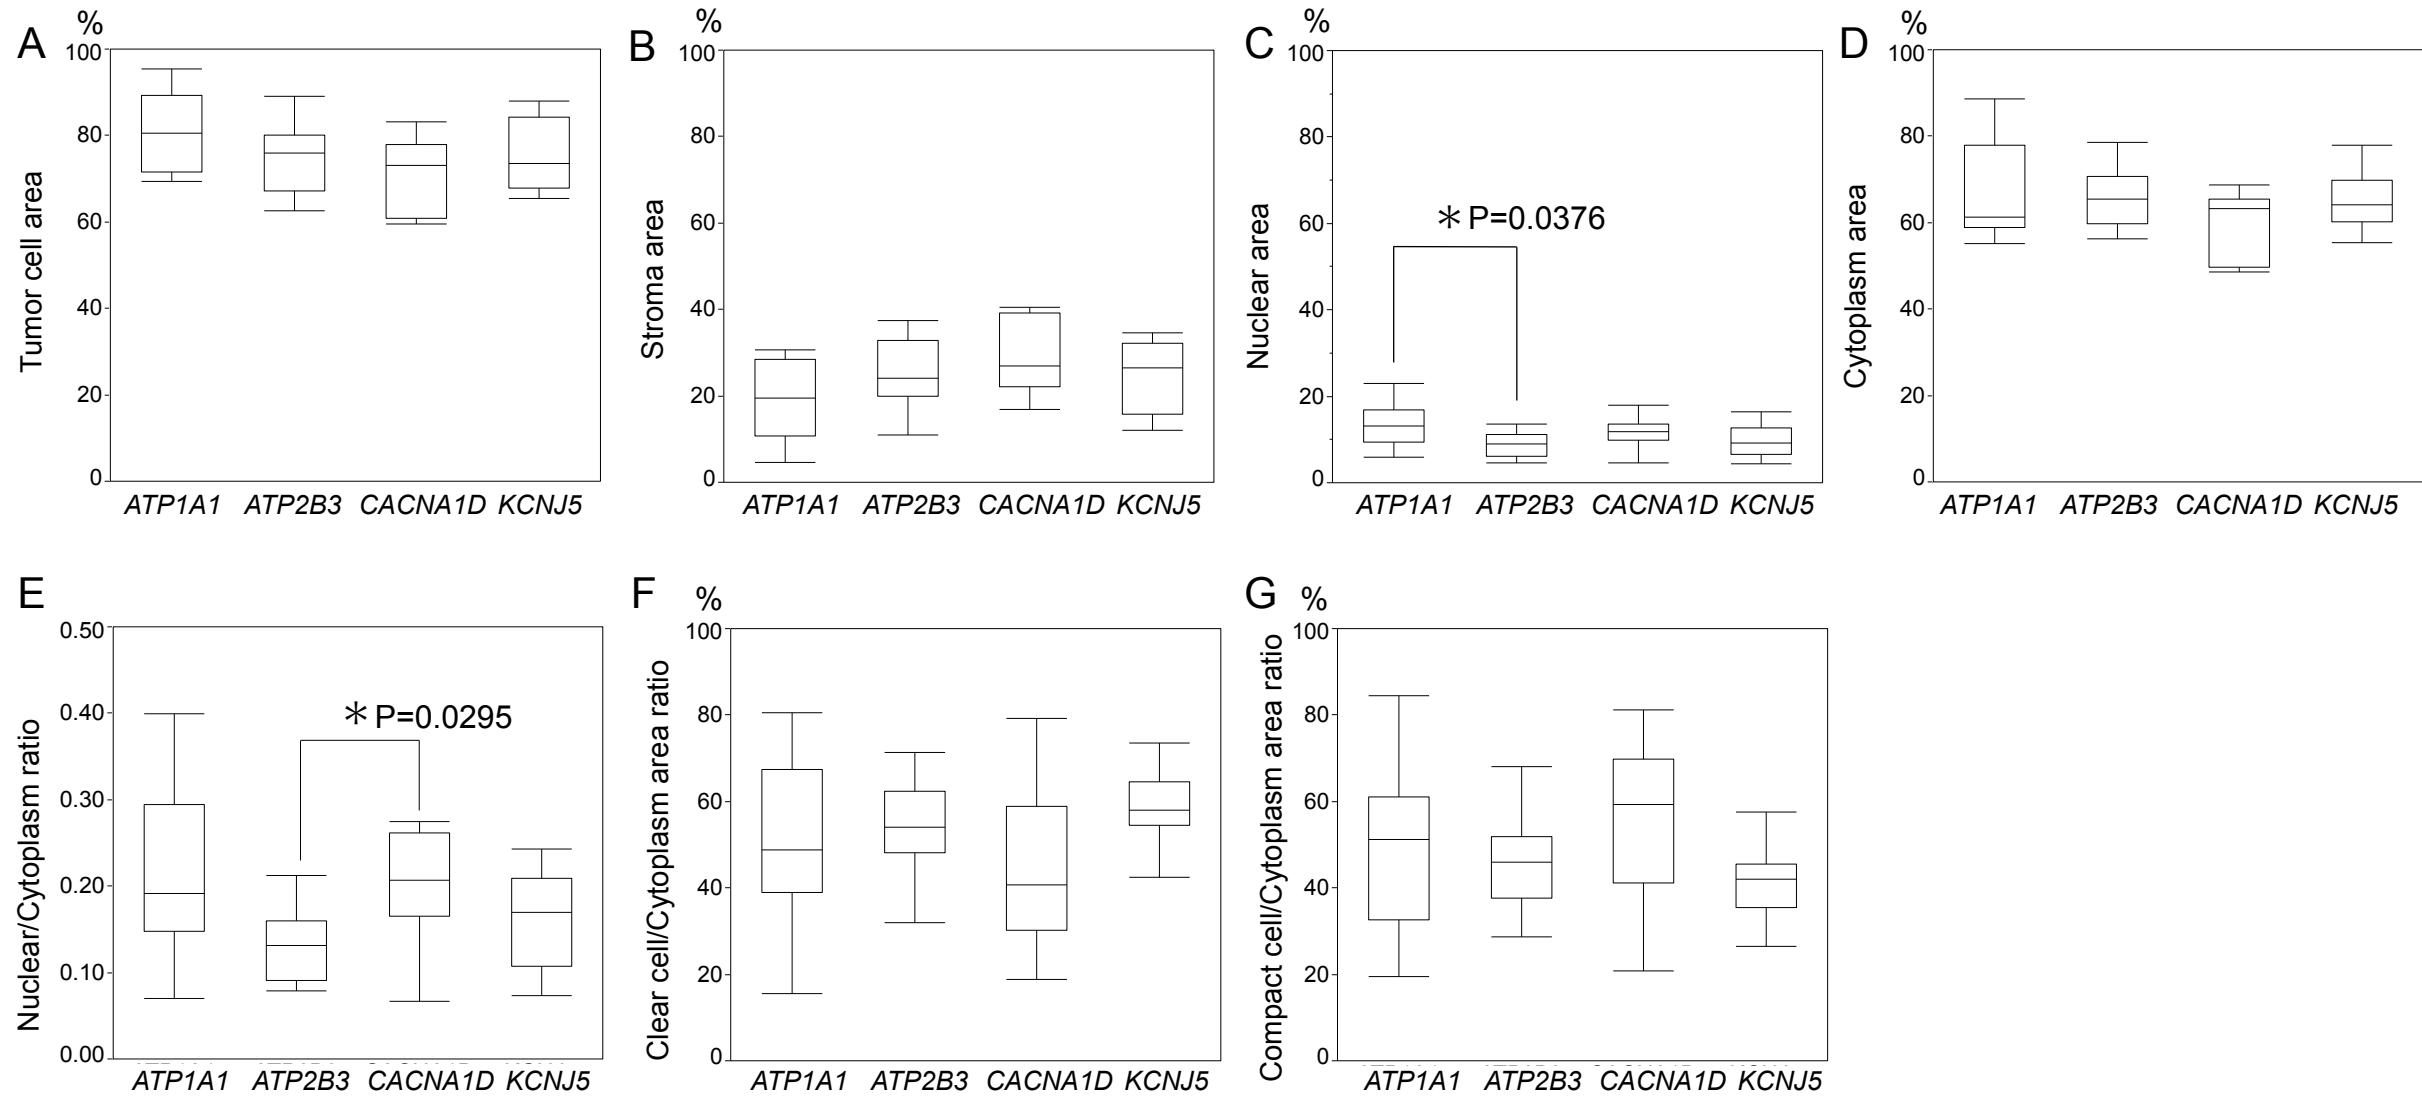 A
%
100
80
60
40
20
0
Tumor cell area
ATP1A1 ATP2B3 CACNA1D KCNJ5
B
%
100
80
60
40
20
0
Stroma area
ATP1A1 ATP2B3 CACNA1D KCNJ5
C
%
100
80
60
40
20
0
Nuclear area
＊P=0.0376
ATP1A1 ATP2B3 CACNA1D KCNJ5
D
%
100
80
60
40
20
0
Cytoplasm area
ATP1A1 ATP2B3 CACNA1D KCNJ5
E
0.50
0.40
0.30
0.20
0.10
0.00
Nuclear/Cytoplasm ratio
＊P=0.0295
ATP1A1 ATP2B3 CACNA1D KCNJ5
F
%
100
80
60
40
20
0
Clear cell/Cytoplasm area ratio
ATP1A1 ATP2B3 CACNA1D KCNJ5
G
%
100
80
60
40
20
0
Compact cell/Cytoplasm area ratio
ATP1A1 ATP2B3 CACNA1D KCNJ5